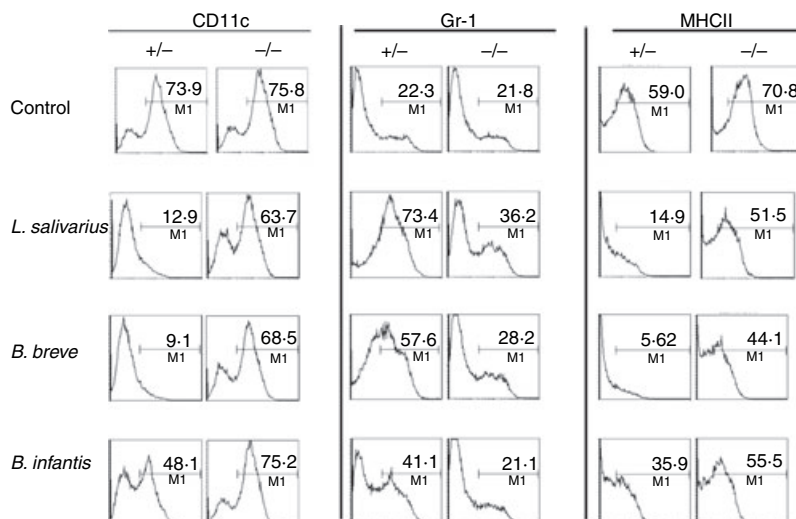 CD11c Gr-1 MHCII
+/– –/– +/– –/– +/– –/–
Control 73·9 M1 75·8 M1 22·3 M1 21·8 M1 59·0 M1 70·8 M1
L. salivarius 12·9 M1 63·7 M1 73·4 M1 36·2 M1 14·9 M1 51·5 M1
B. breve 9·1 M1 68·5 M1 57·6 M1 28·2 M1 5·62 M1 44·1 M1
B. infantis 48·1 M1 75·2 M1 41·1 M1 21·1 M1 35·9 M1 55·5 M1